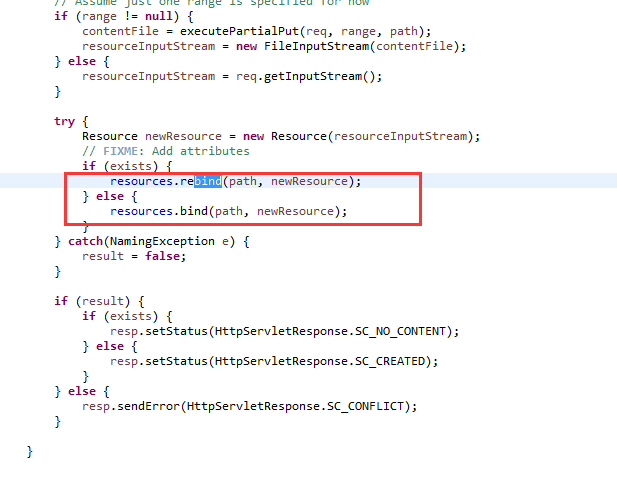 // Assume just one range is specified for now
if (range != null) {
contentFile = executePartialPut(req, range, path);
resourceInputStream = new FileInputStream(contentFile);
} else {
resourceInputStream = req.getInputStream();
}
try {
Resource newResource = new Resource(resourceInputStream);
// FIXME: Add attributes
if (exists) {
resources.rebind(path, newResource);
} else {
resources.bind(path, newResource);
}
} catch(NamingException e) {
result = false;
}
if (result) {
if (exists) {
resp.setStatus(HttpServletResponse.SC_NO_CONTENT);
} else {
resp.setStatus(HttpServletResponse.SC_CREATED);
}
} else {
resp.sendError(HttpServletResponse.SC_CONFLICT);
}
}